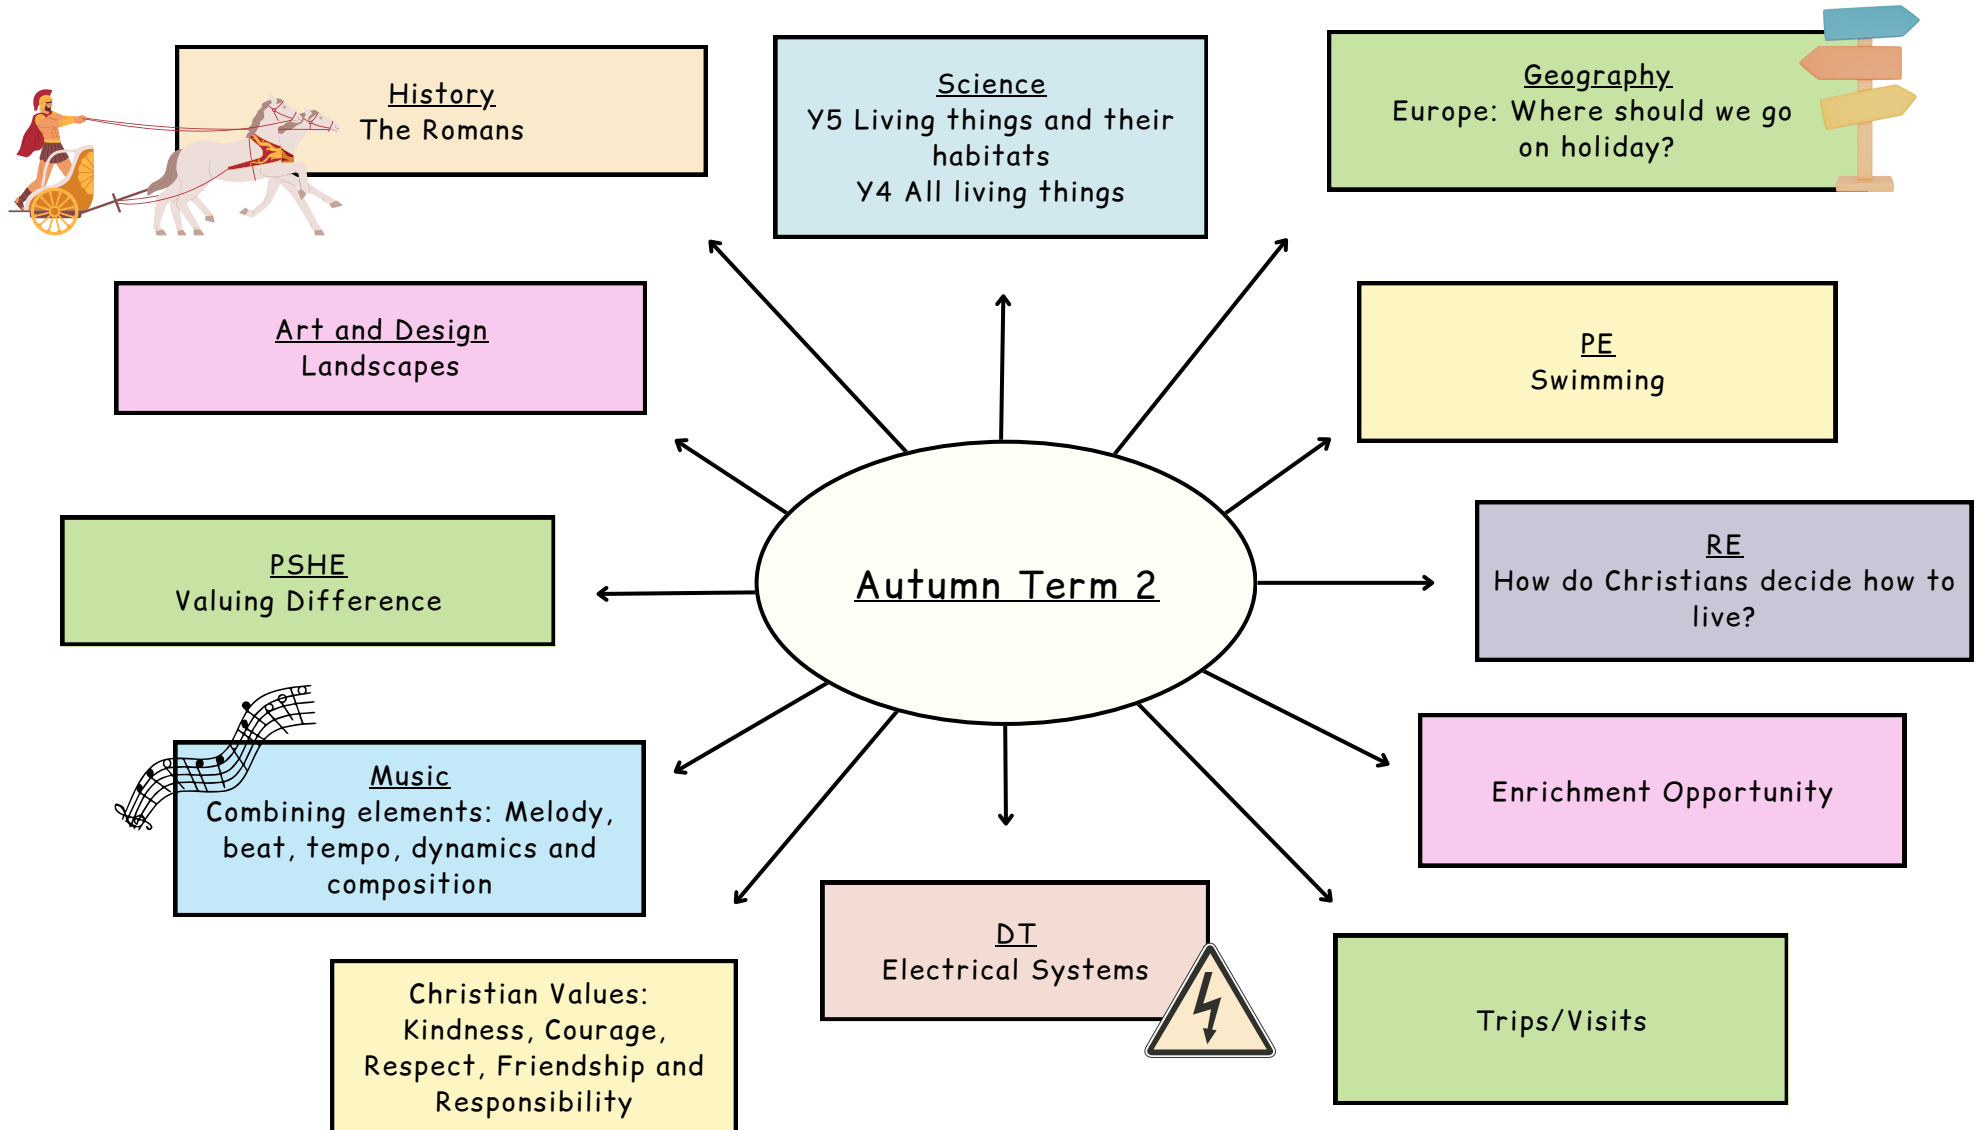 History
The Romans
Science
Y5 Living things and their
habitats
Y4 All living things
Geography
Europe: Where should we go
on holiday?
Art and Design
Landscapes
PE
Swimming
PSHE
Valuing Difference
Autumn Term 2
RE
How do Christians decide how to
live?
Music
Combining elements: Melody,
beat, tempo, dynamics and
composition
Enrichment Opportunity
Christian Values:
Kindness, Courage,
Respect, Friendship and
Responsibility
DT
Electrical Systems
Trips/Visits